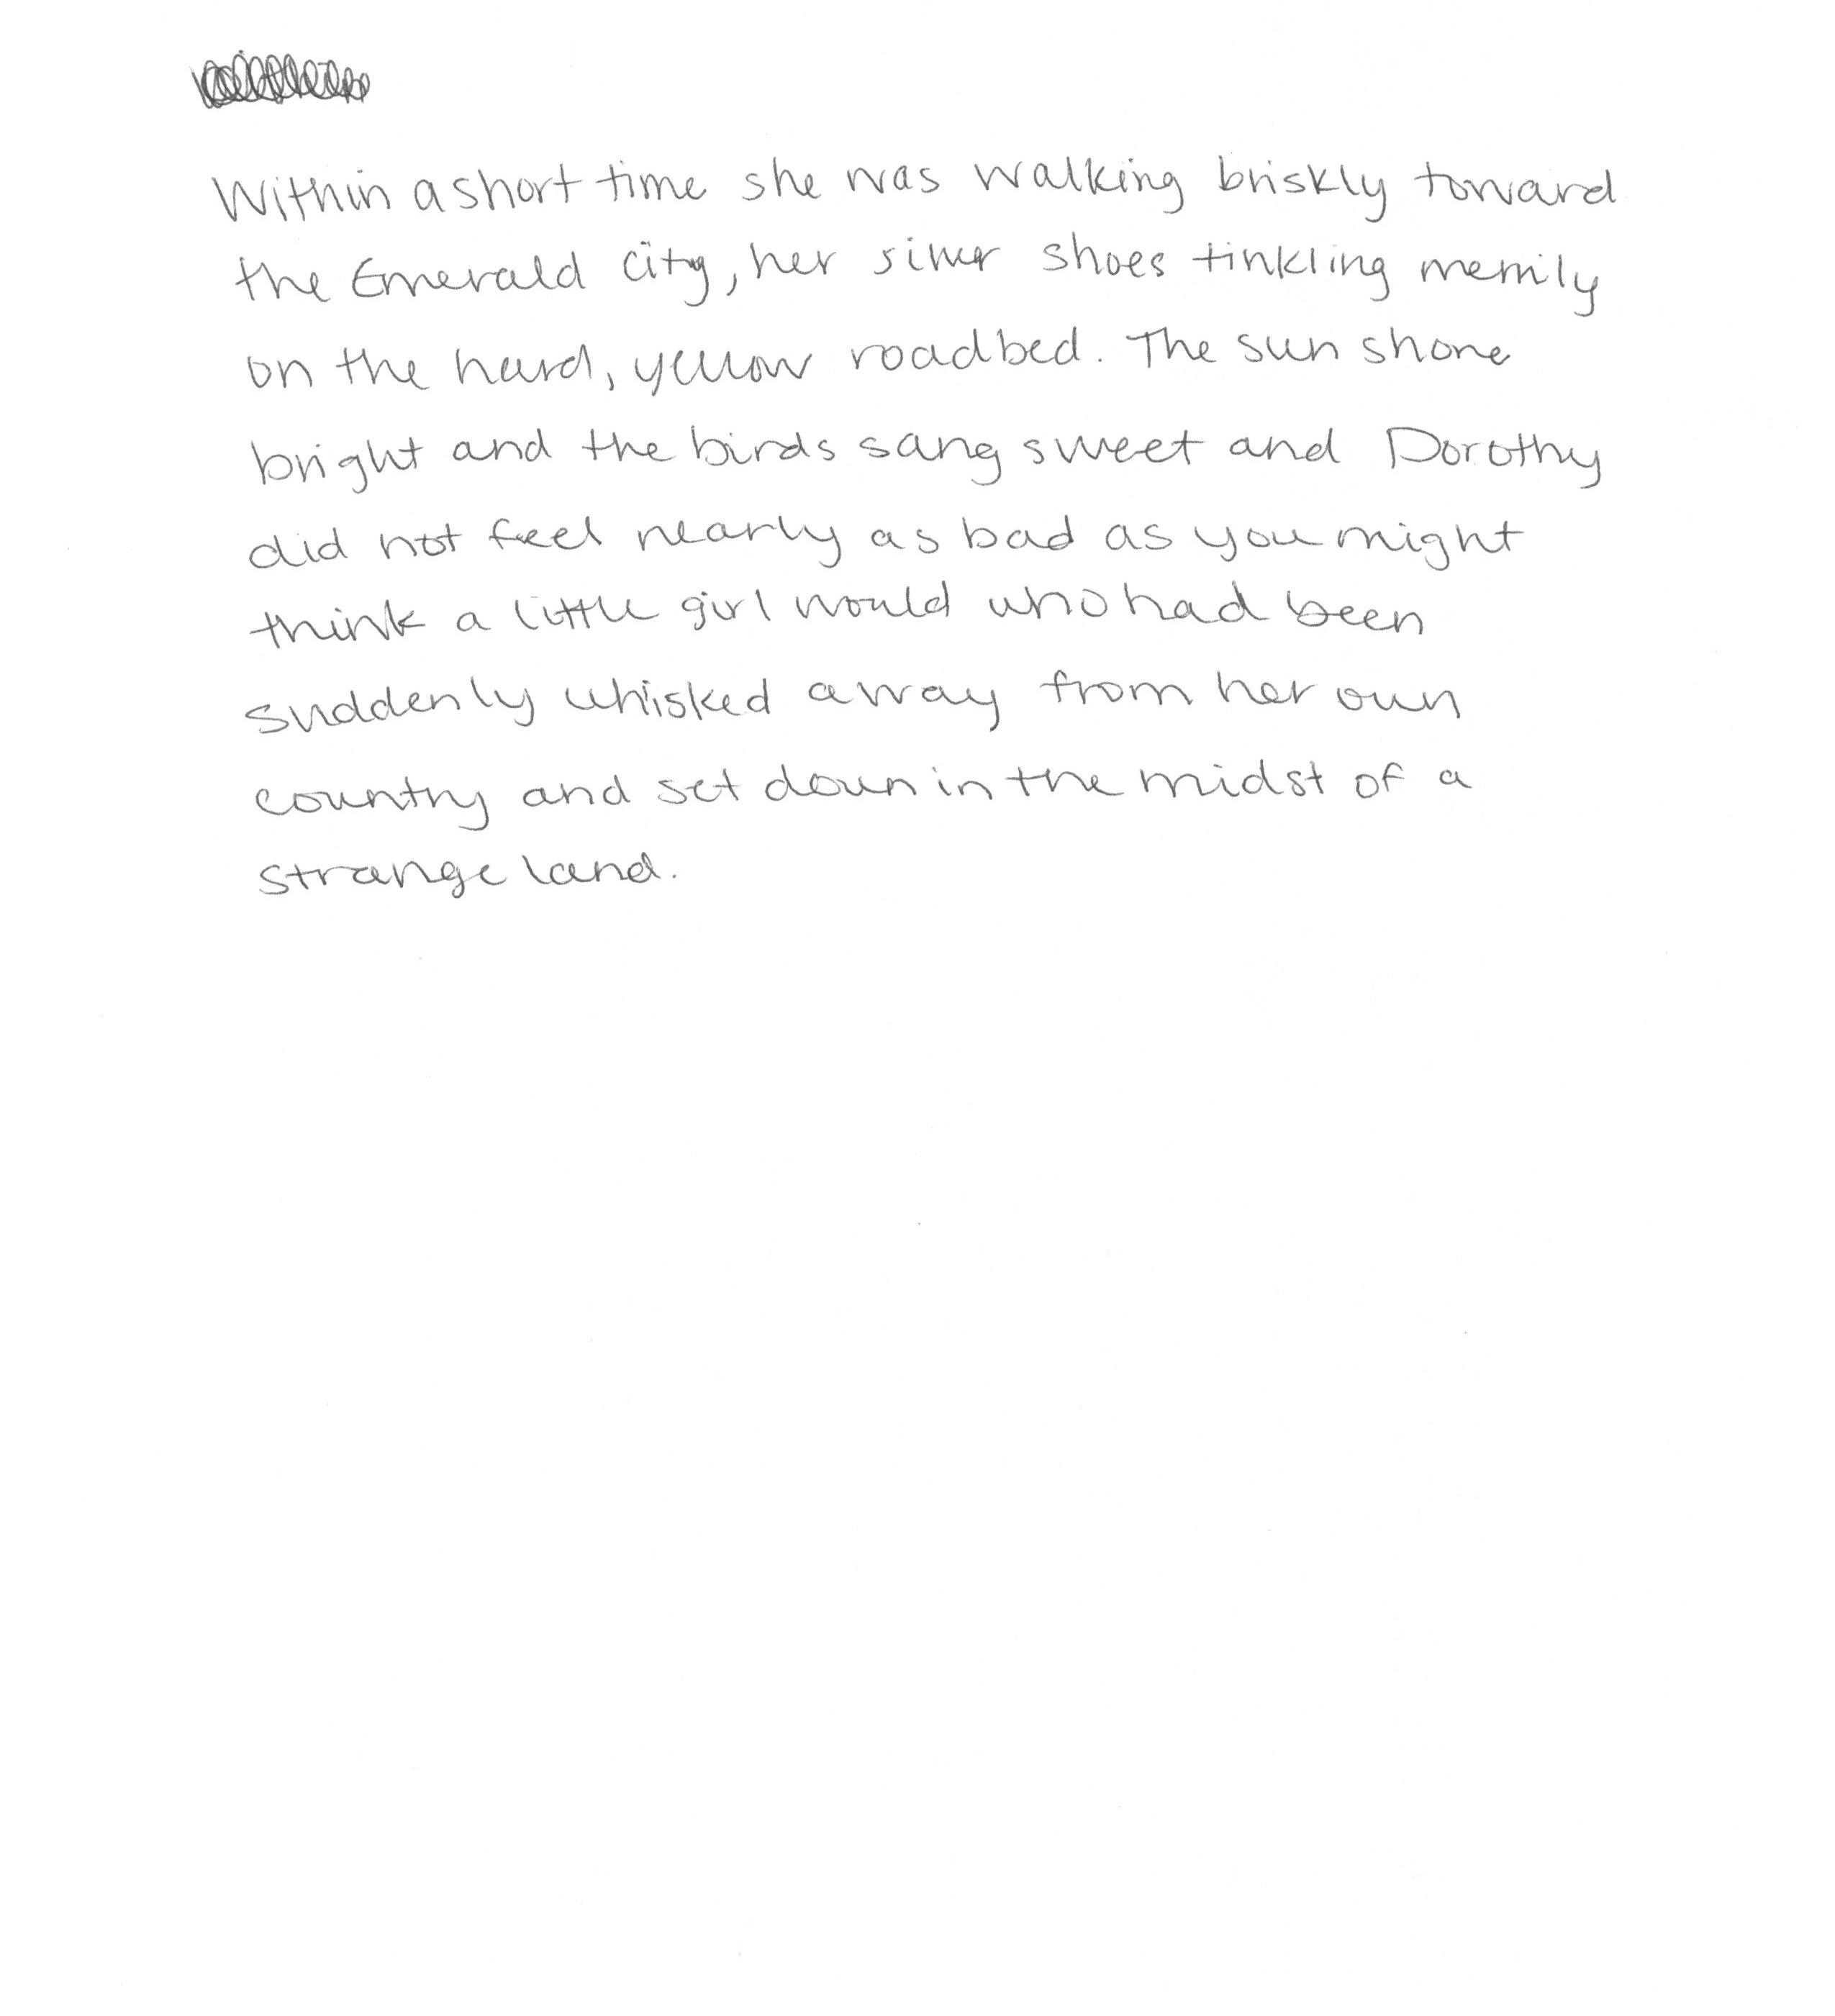 Within a short time she was walking briskly toward
the Emerald City, her silver shoes tinkling merrily
on the hard, yellow roadbed. The sun shone
bright and the birds sang sweet and Dorothy
did not feel nearly as bad as you might
think a little girl would who had been
suddenly whisked away from her own
country and set down in the midst of a
strange land.